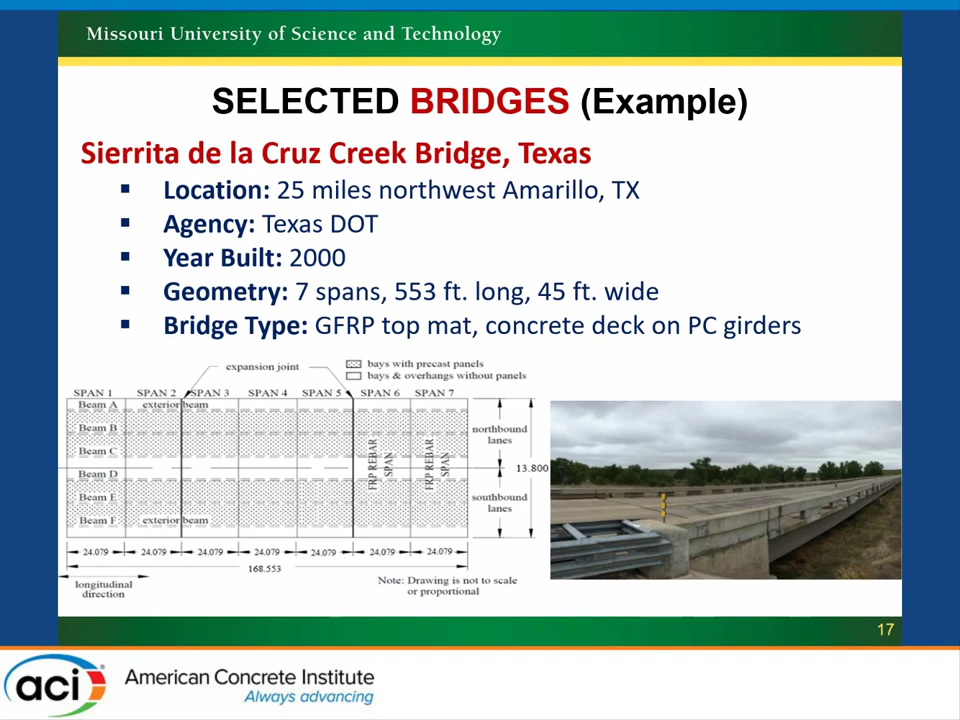 Missouri University of Science and Technology
SELECTED BRIDGES (Example)
Sierrita de la Cruz Creek Bridge, Texas
▪ Location: 25 miles northwest Amarillo, TX
▪ Agency: Texas DOT
▪ Year Built: 2000
▪ Geometry: 7 spans, 553 ft. long, 45 ft. wide
▪ Bridge Type: GFRP top mat, concrete deck on PC girders
expansion joint
bays with precast panels
bays & overhangs without panels
SPAN 1 SPAN 2 SPAN 3 SPAN 4 SPAN 5 SPAN 6 SPAN 7
Beam A exterior beam
Beam B
Beam C
Beam D
Beam E
Beam F exterior beam
FRP REBAR
SPAN
FRP REBAR
SPAN
northbound
lanes
13.800
southbound
lanes
24.079 24.079 24.079 24.079 24.079 24.079 24.079
168.553
longitudinal
direction
Note: Drawing is not to scale
or proportional
17
aci American Concrete Institute
Always advancing